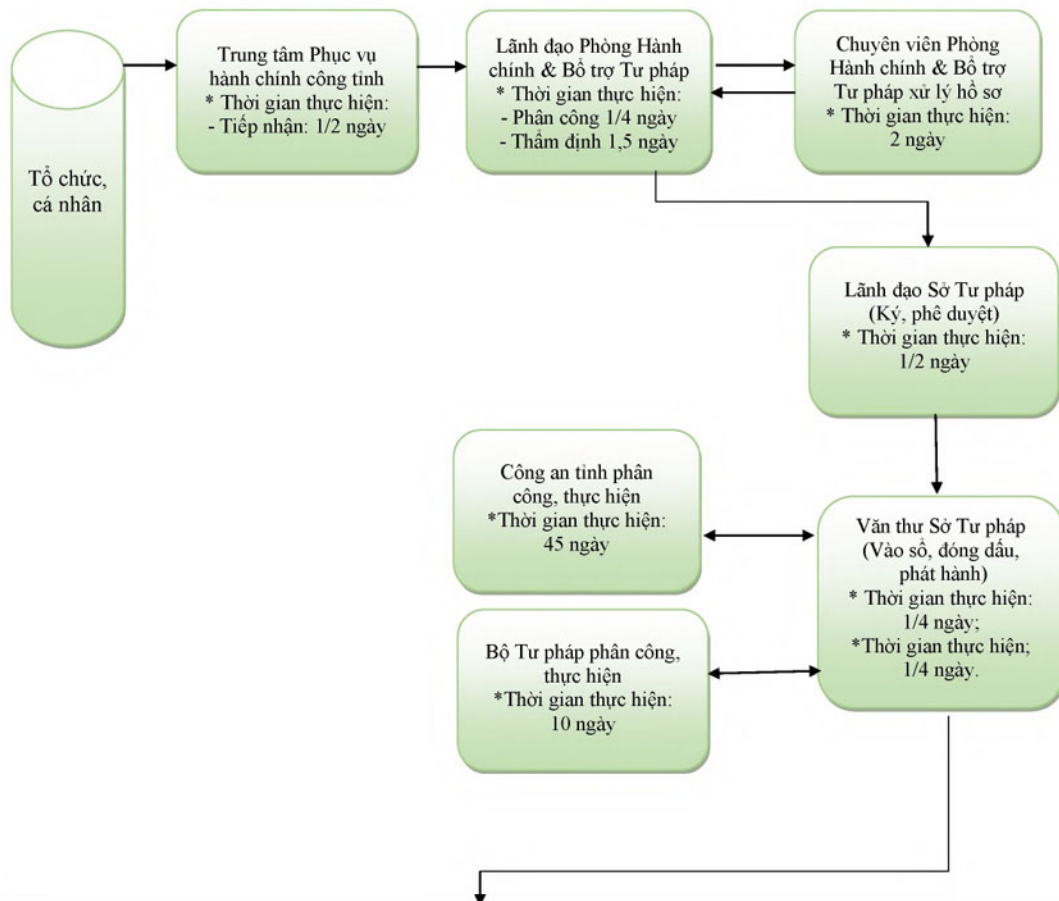 Tổ chức,
cá nhân
Trung tâm Phục vụ
hành chính công tỉnh
* Thời gian thực hiện:
- Tiếp nhận: 1/2 ngày
Lãnh đạo Phòng Hành
chính & Bổ trợ Tư pháp
* Thời gian thực hiện:
- Phân công 1/4 ngày
- Thẩm định 1,5 ngày
Chuyên viên Phòng
Hành chính & Bổ trợ
Tư pháp xử lý hồ sơ
* Thời gian thực hiện:
2 ngày
Lãnh đạo Sở Tư pháp
(Ký, phê duyệt)
* Thời gian thực hiện:
1/2 ngày
Công an tỉnh phân
công, thực hiện
*Thời gian thực hiện:
45 ngày
Văn thư Sở Tư pháp
(Vào sổ, đóng dấu,
phát hành)
* Thời gian thực hiện:
1/4 ngày;
*Thời gian thực hiện;
1/4 ngày.
Bộ Tư pháp phân công,
thực hiện
*Thời gian thực hiện:
10 ngày